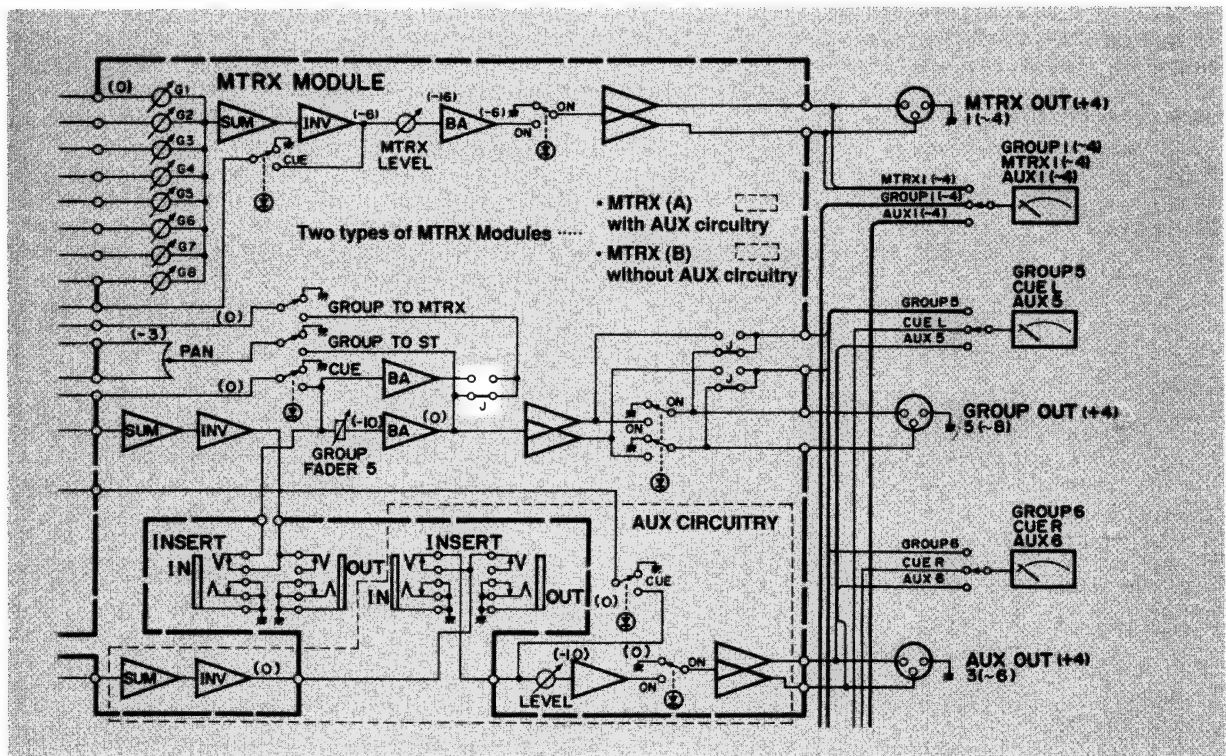 MTRX MODULE
(0)
G1
G2
G3
G4
G5
G6
G7
G8
SUM
INV
(-6)
CUE
MTRX
LEVEL
(-16)
BA
(-6)
ON
ON
MTRX OUT (+4)
1(~4)
GROUP 1(~4)
MTRX 1(~4)
AUX 1(~4)
MTRX1(~4)
GROUP1(~4)
AUX1(~4)
Two types of MTRX Modules ·····
• MTRX (A)
with AUX circuitry
• MTRX (B)
without AUX circuitry
GROUP 5
CUE L
AUX 5
GROUP 5
CUE L
AUX 5
(0)
GROUP TO MTRX
(-3)
PAN
GROUP TO ST
(0)
CUE
BA
J
SUM
INV
(-10)
BA
(0)
GROUP
FADER 5
J
J
ON
ON
GROUP OUT (+4)
5(~8)
AUX CIRCUITRY
INSERT
IN
OUT
INSERT
IN
OUT
CUE
(0)
GROUP 6
CUE R
AUX 6
GROUP 6
CUE R
AUX 6
SUM
INV
(0)
(-10)
LEVEL
(0)
ON
ON
AUX OUT (+4)
3(~6)